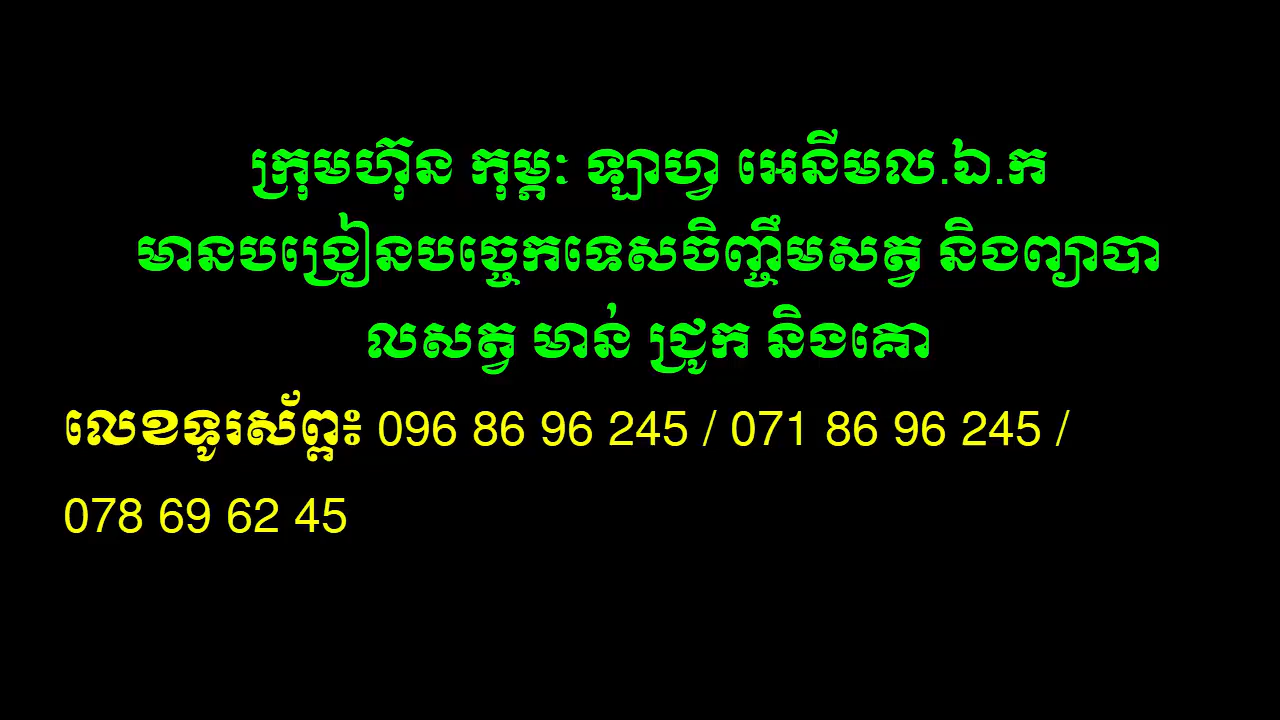 ក្រុមហ៊ុន កុម្ភៈ ឡាហ្វ អេនីមល.ឯ.ក
មានបង្រៀនបច្ចេកទេសចិញ្ចឹមសត្វ និងព្យាបា
លសត្វ មាន់ ជ្រូក និងគោ
លេខទូរស័ព្ទ៖ 096 86 96 245 / 071 86 96 245 /
078 69 62 45